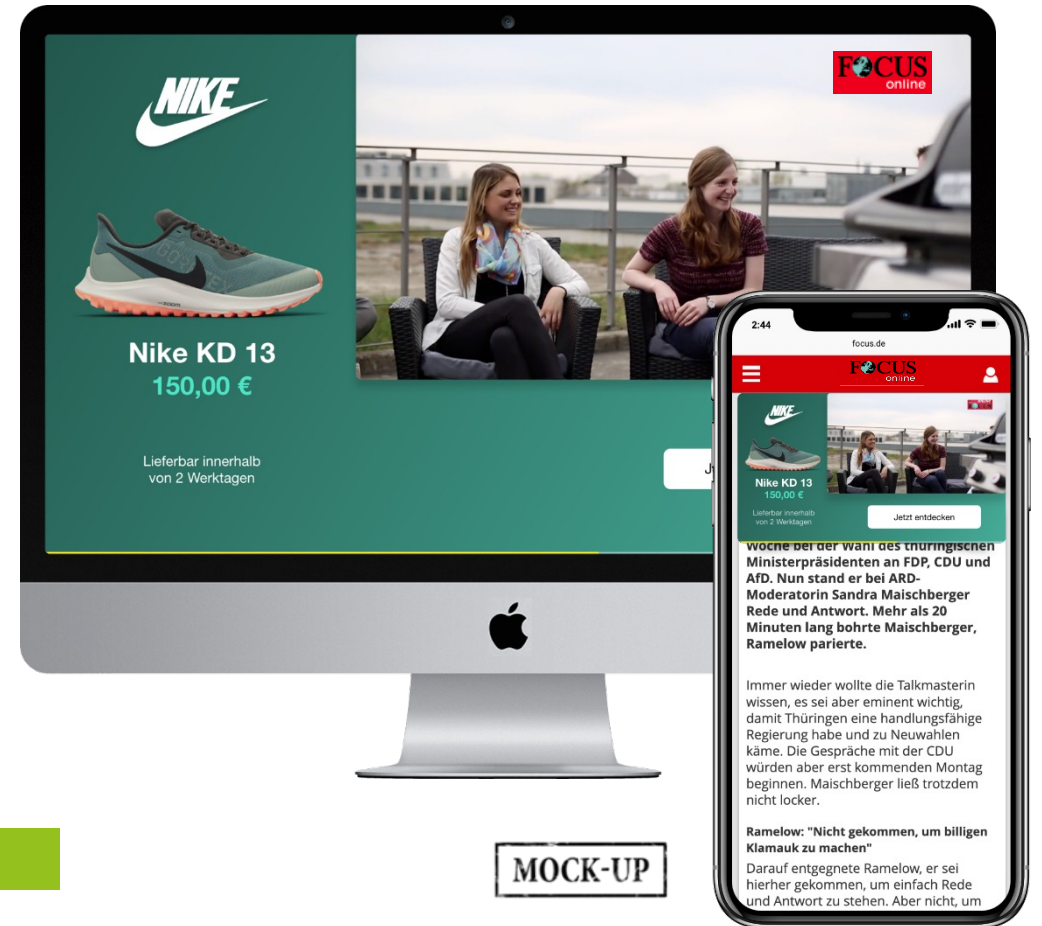 NIKE
FOCUS
online
Nike KD 13
150,00 €
Lieferbar innerhalb
von 2 Werktagen
2:44
focus.de
FOCUS
online
NIKE
Nike KD 13
150,00 €
Lieferbar innerhalb
von 2 Werktagen
Jetzt entdecken
Woche bei der Wahl des thüringischen
Ministerpräsidenten an FDP, CDU und
AfD. Nun stand er bei ARD-
Moderatorin Sandra Maischberger
Rede und Antwort. Mehr als 20
Minuten lang bohrte Maischberger,
Ramelow parierte.
Immer wieder wollte die Talkmasterin
wissen, es sei aber eminent wichtig,
damit Thüringen eine handlungsfähige
Regierung habe und zu Neuwahlen
käme. Die Gespräche mit der CDU
würden aber erst kommenden Montag
beginnen. Maischberger ließ trotzdem
nicht locker.
Ramelow: "Nicht gekommen, um billigen
Klamauk zu machen"
Darauf entgegnete Ramelow, er sei
hierher gekommen, um einfach Rede
und Antwort zu stehen. Aber nicht, um
MOCK-UP